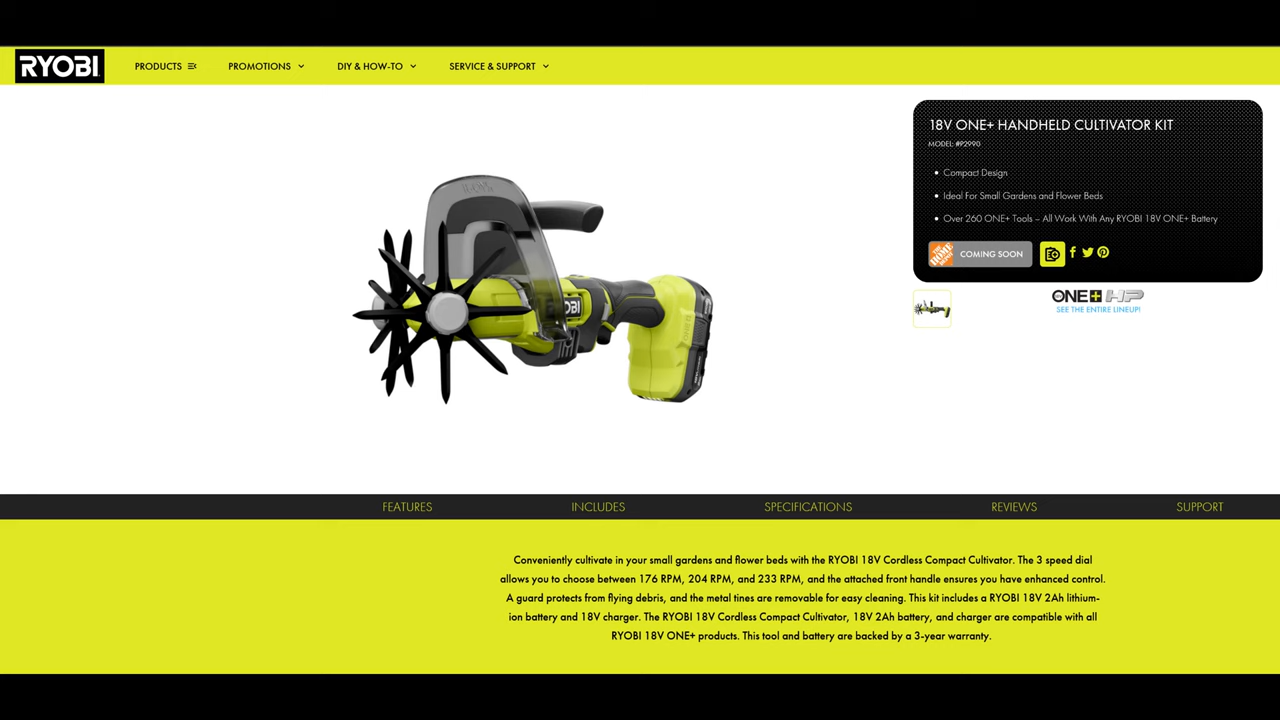 RYOBI
PRODUCTS
PROMOTIONS
DIY & HOW-TO
SERVICE & SUPPORT
18V ONE+ HANDHELD CULTIVATOR KIT
MODEL: #P2990
Compact Design
Ideal For Small Gardens and Flower Beds
Over 260 ONE+ Tools – All Work With Any RYOBI 18V ONE+ Battery
THE HOME DEPOT
COMING SOON
ONE+ HP
SEE THE ENTIRE LINEUP!
RYOBI
FEATURES
INCLUDES
SPECIFICATIONS
REVIEWS
SUPPORT
Conveniently cultivate in your small gardens and flower beds with the RYOBI 18V Cordless Compact Cultivator. The 3 speed dial
allows you to choose between 176 RPM, 204 RPM, and 233 RPM, and the attached front handle ensures you have enhanced control.
A guard protects from flying debris, and the metal tines are removable for easy cleaning. This kit includes a RYOBI 18V 2Ah lithium-
ion battery and 18V charger. The RYOBI 18V Cordless Compact Cultivator, 18V 2Ah battery, and charger are compatible with all
RYOBI 18V ONE+ products. This tool and battery are backed by a 3-year warranty.